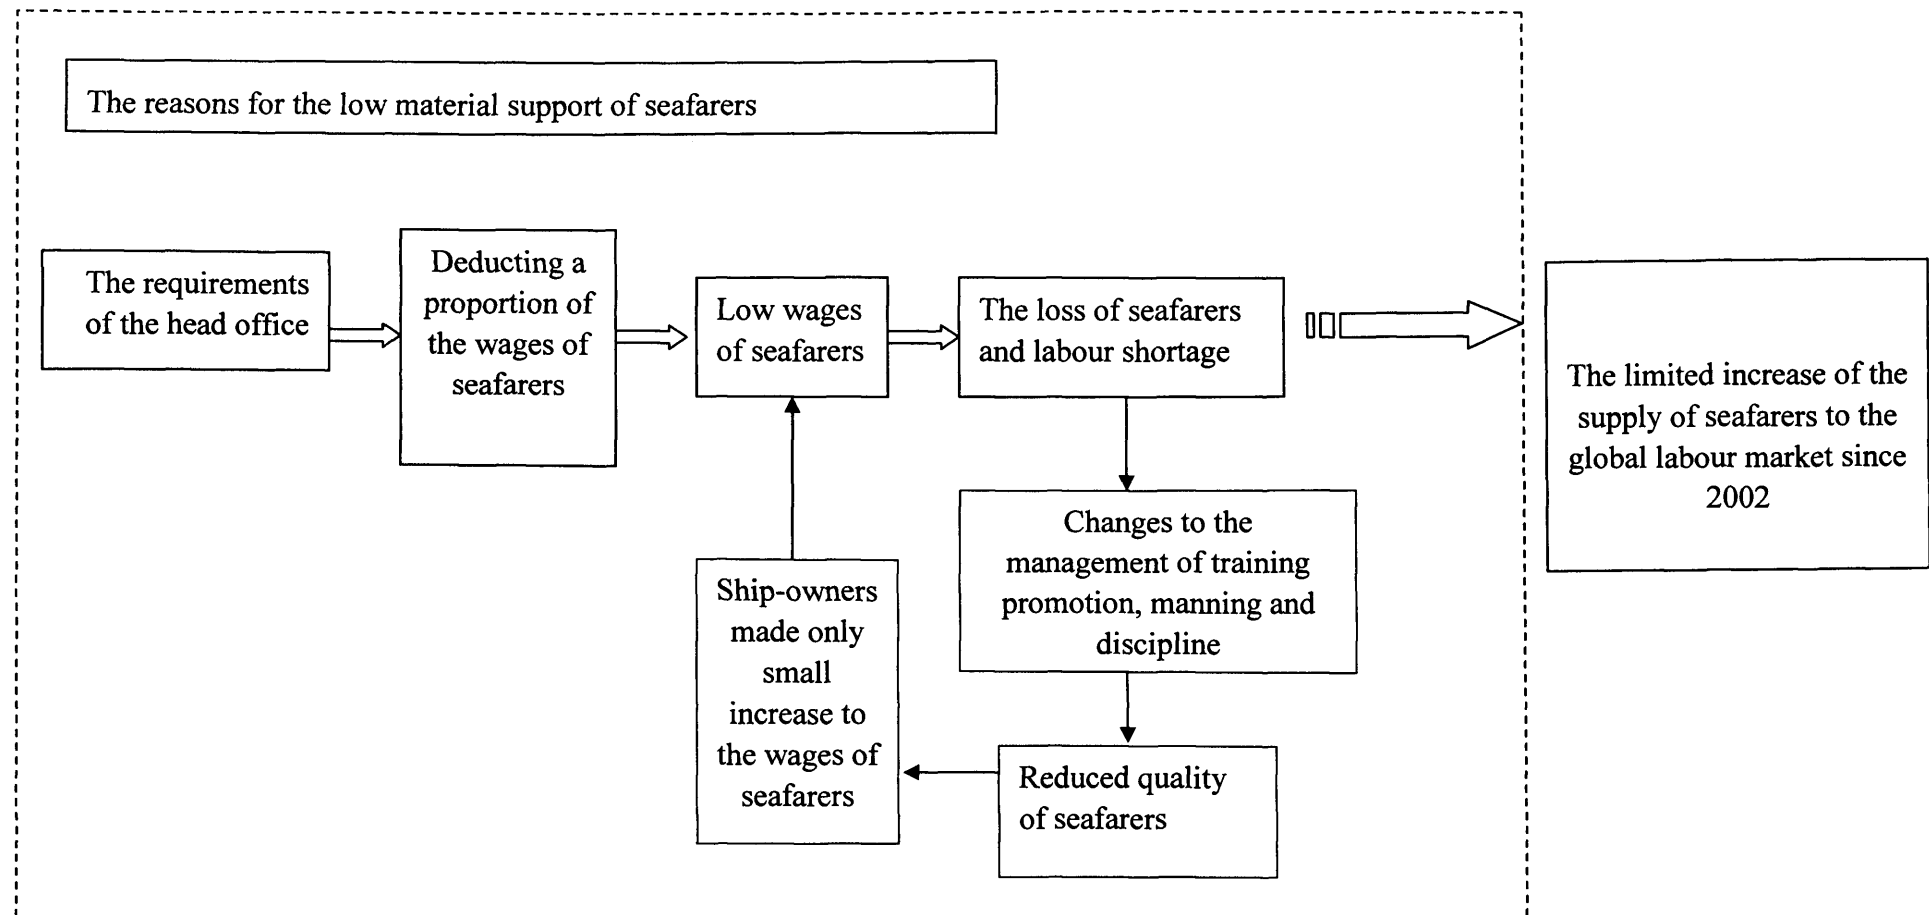 The reasons for the low material support of seafarers
The requirements
of the head office
Deducting a
proportion of
the wages of
seafarers
Low wages
of seafarers
The loss of seafarers
and labour shortage
The limited increase of the
supply of seafarers to the
global labour market since
2002
Changes to the
management of training
promotion, manning and
discipline
Ship-owners
made only
small
increase to
the wages of
seafarers
Reduced quality
of seafarers